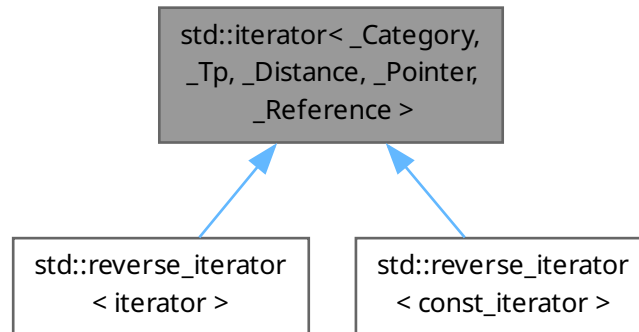 std::iterator< _Category,
_Tp, _Distance, _Pointer,
_Reference >
std::reverse_iterator
< iterator >
std::reverse_iterator
< const_iterator >